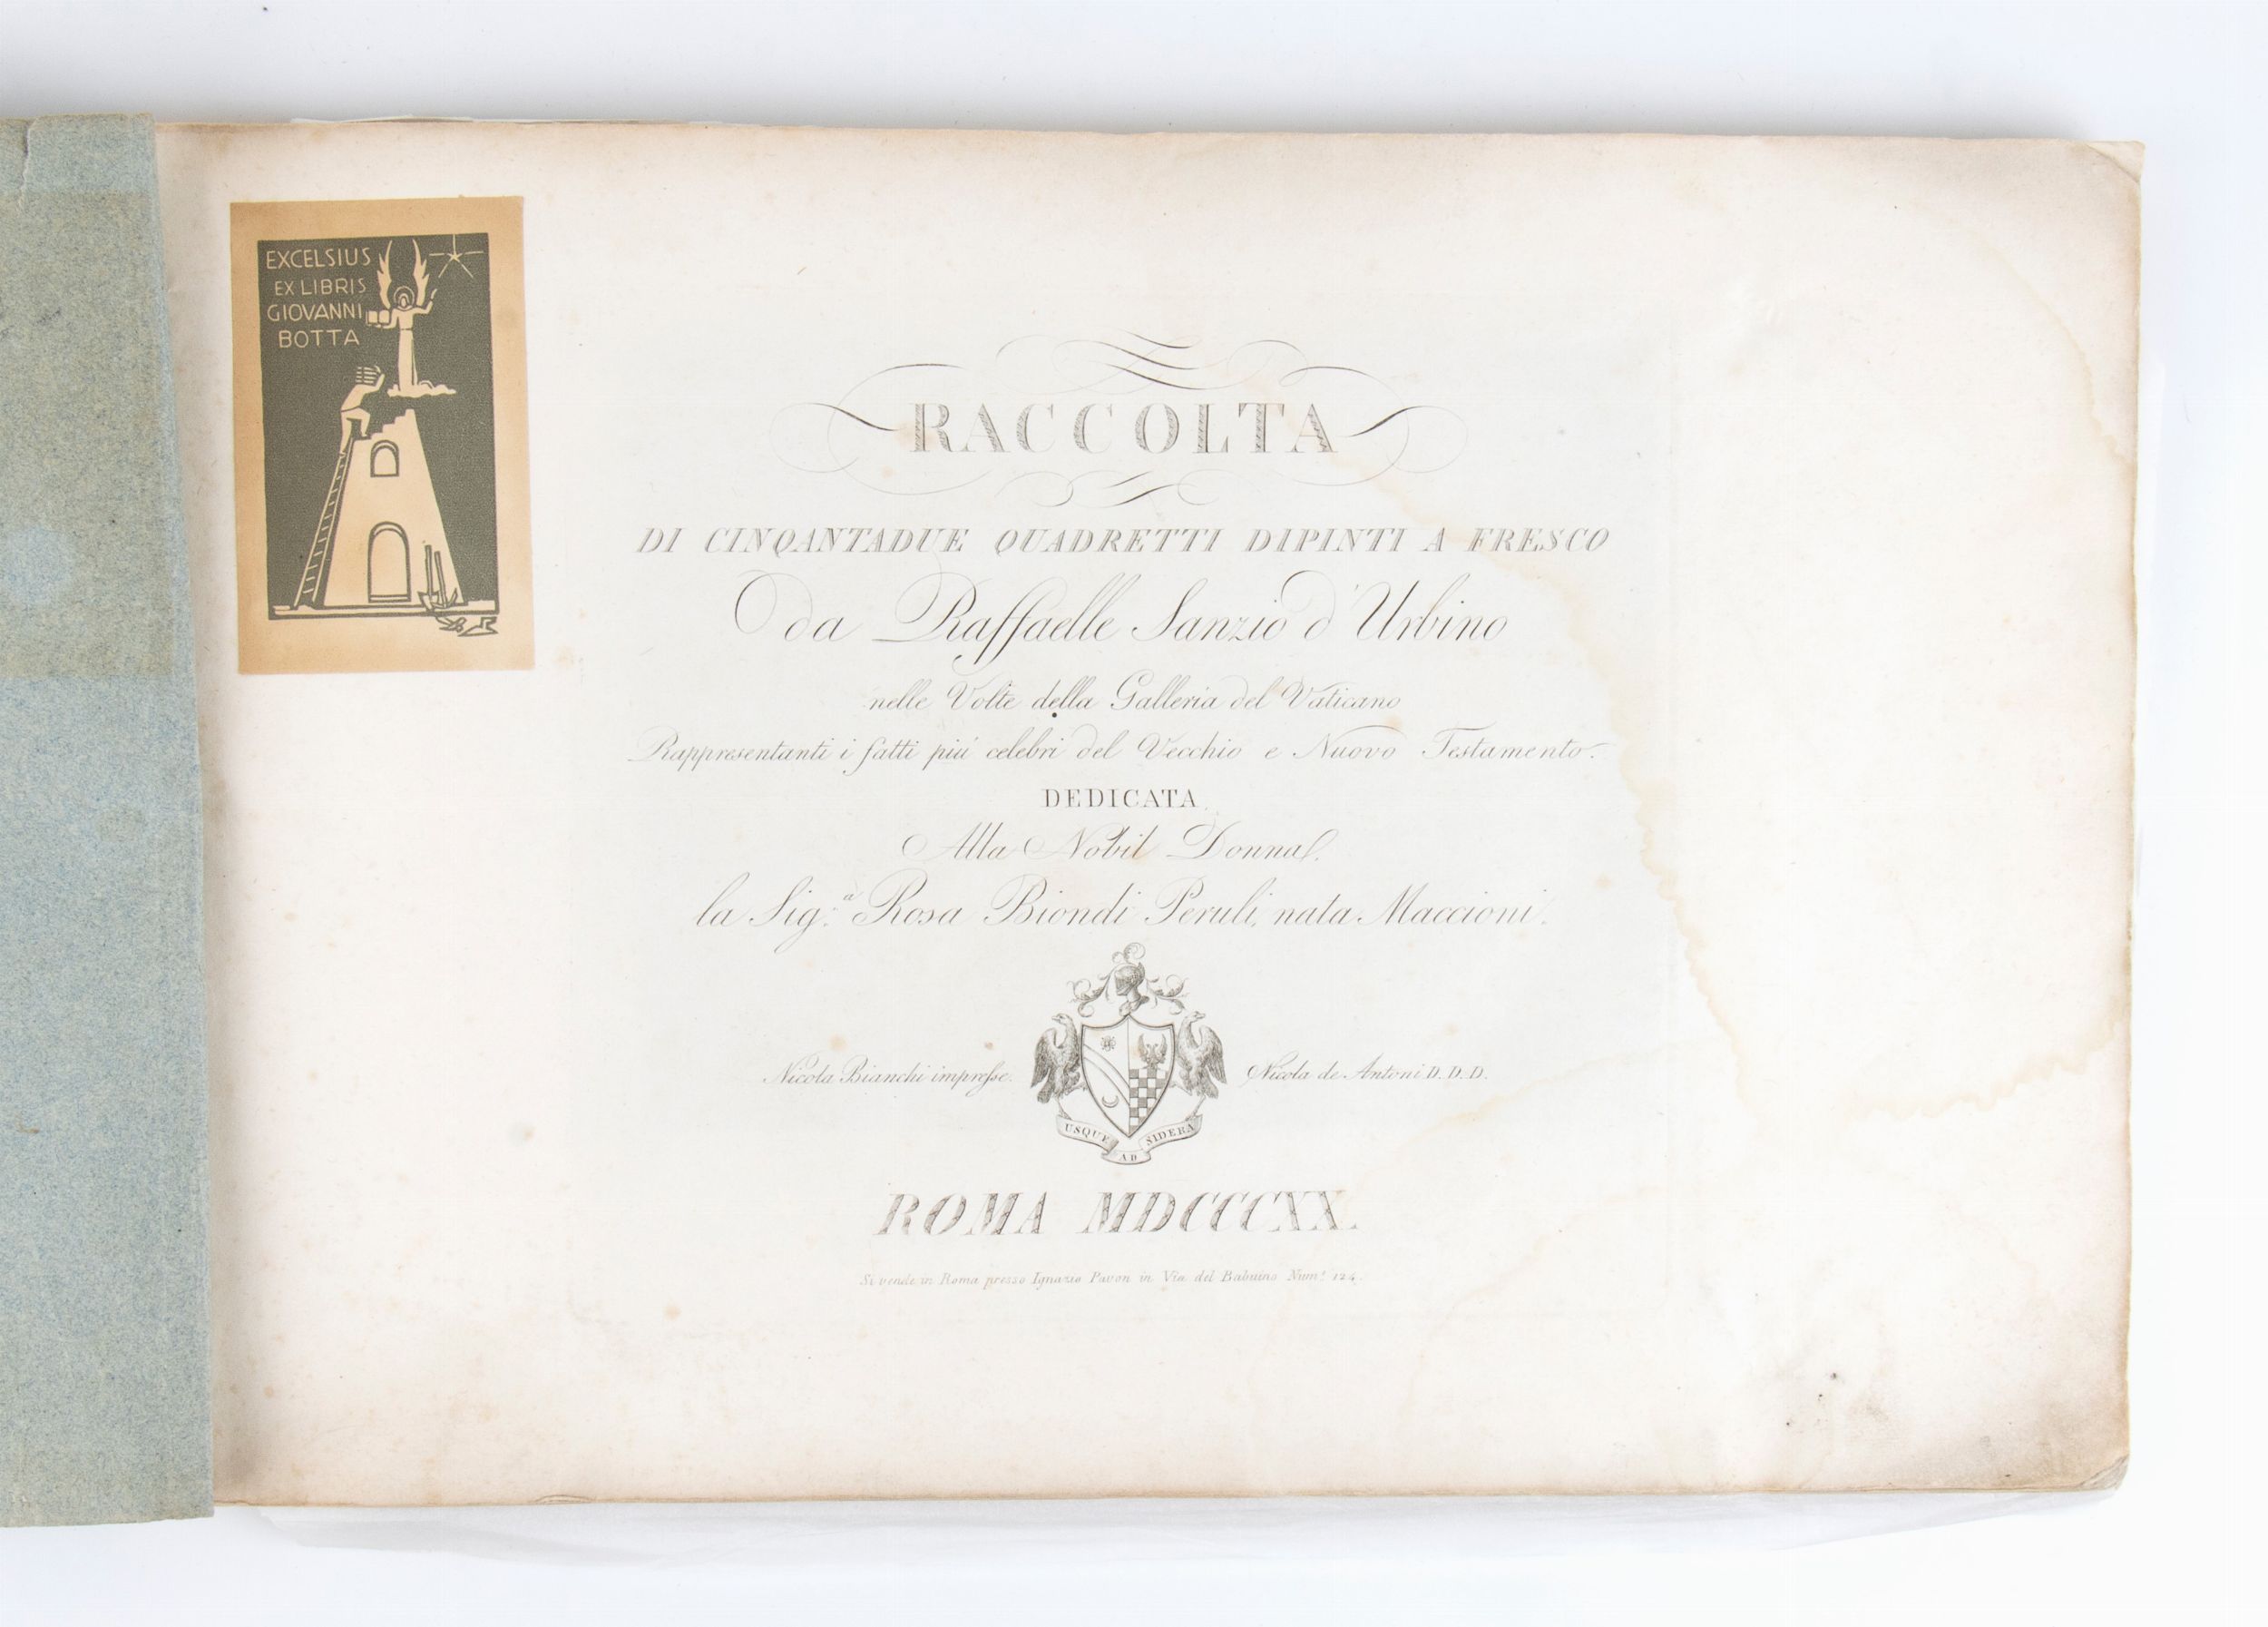 EXCELSIUS
EX LIBRIS
GIOVANNI
BOTTA
RACCOLTA
DI CINQANTADUE QUADRETTI DIPINTI A FRESCO
da Raffaelle Sanzio d'Urbino
nelle Volte della Galleria del Vaticano
Rappresentanti i fatti più celebri del Vecchio e Nuovo Testamento.
DEDICATA
Alla Nobil Donna
la Sig.ª Rosa Biondi Peruli, nata Maccioni.
Nicola Bianchi impresse.
Nicola de Antoni D. D. D.
USQUE AD SIDERA
ROMA MDCCCXX.
Si vende in Roma presso Ignazio Pavon in Via del Babuino Num.º 124.